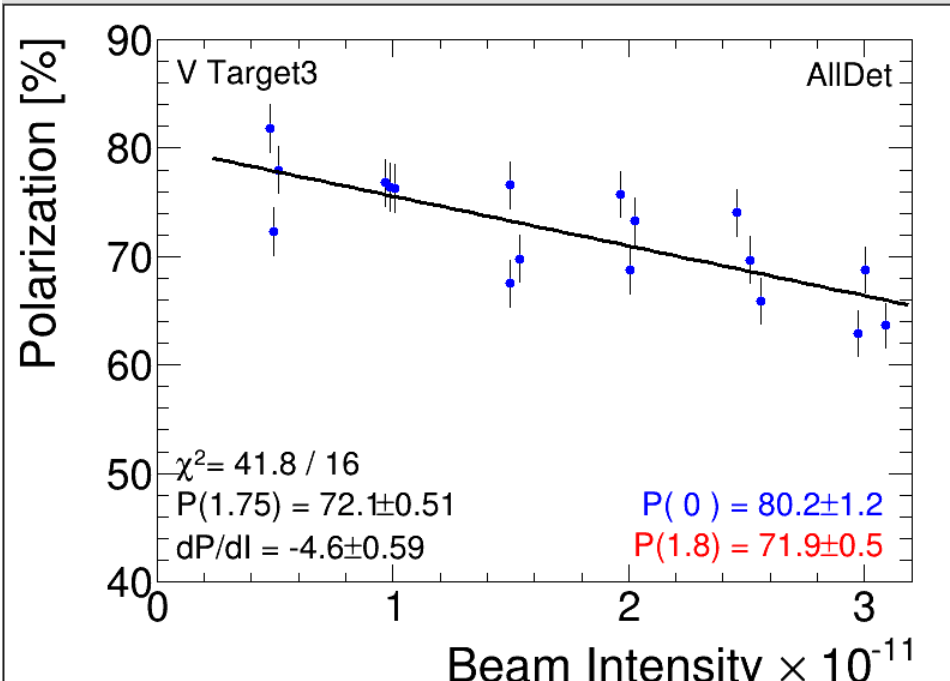 Polarization [%]
90
80
70
60
50
40
V Target3
AllDet
χ²= 41.8 / 16
P(1.75) = 72.1±0.51
dP/dI = -4.6±0.59
P( 0 ) = 80.2±1.2
P(1.8) = 71.9±0.5
0
1
2
3
Beam Intensity × 10⁻¹¹